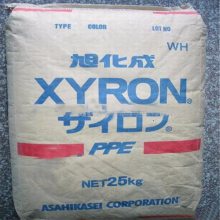 TYPE COLOR LOT NO
WH
旭化成
XYRON®
ザイロン®
PPE
NET25kg
ASAHIKASEI CORPORATION